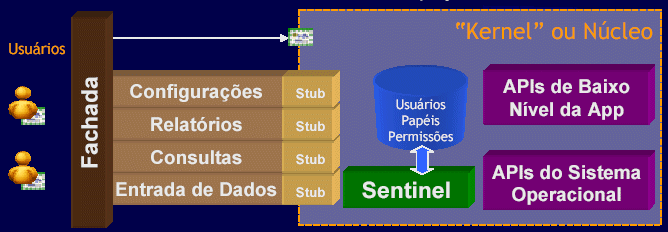 Usuários
Fachada
Configurações
Stub
Relatórios
Stub
Consultas
Stub
Entrada de Dados
Stub
“Kernel” ou Núcleo
Usuários
Papéis
Permissões
Sentinel
APIs de Baixo
Nível da App
APIs do Sistema
Operacional